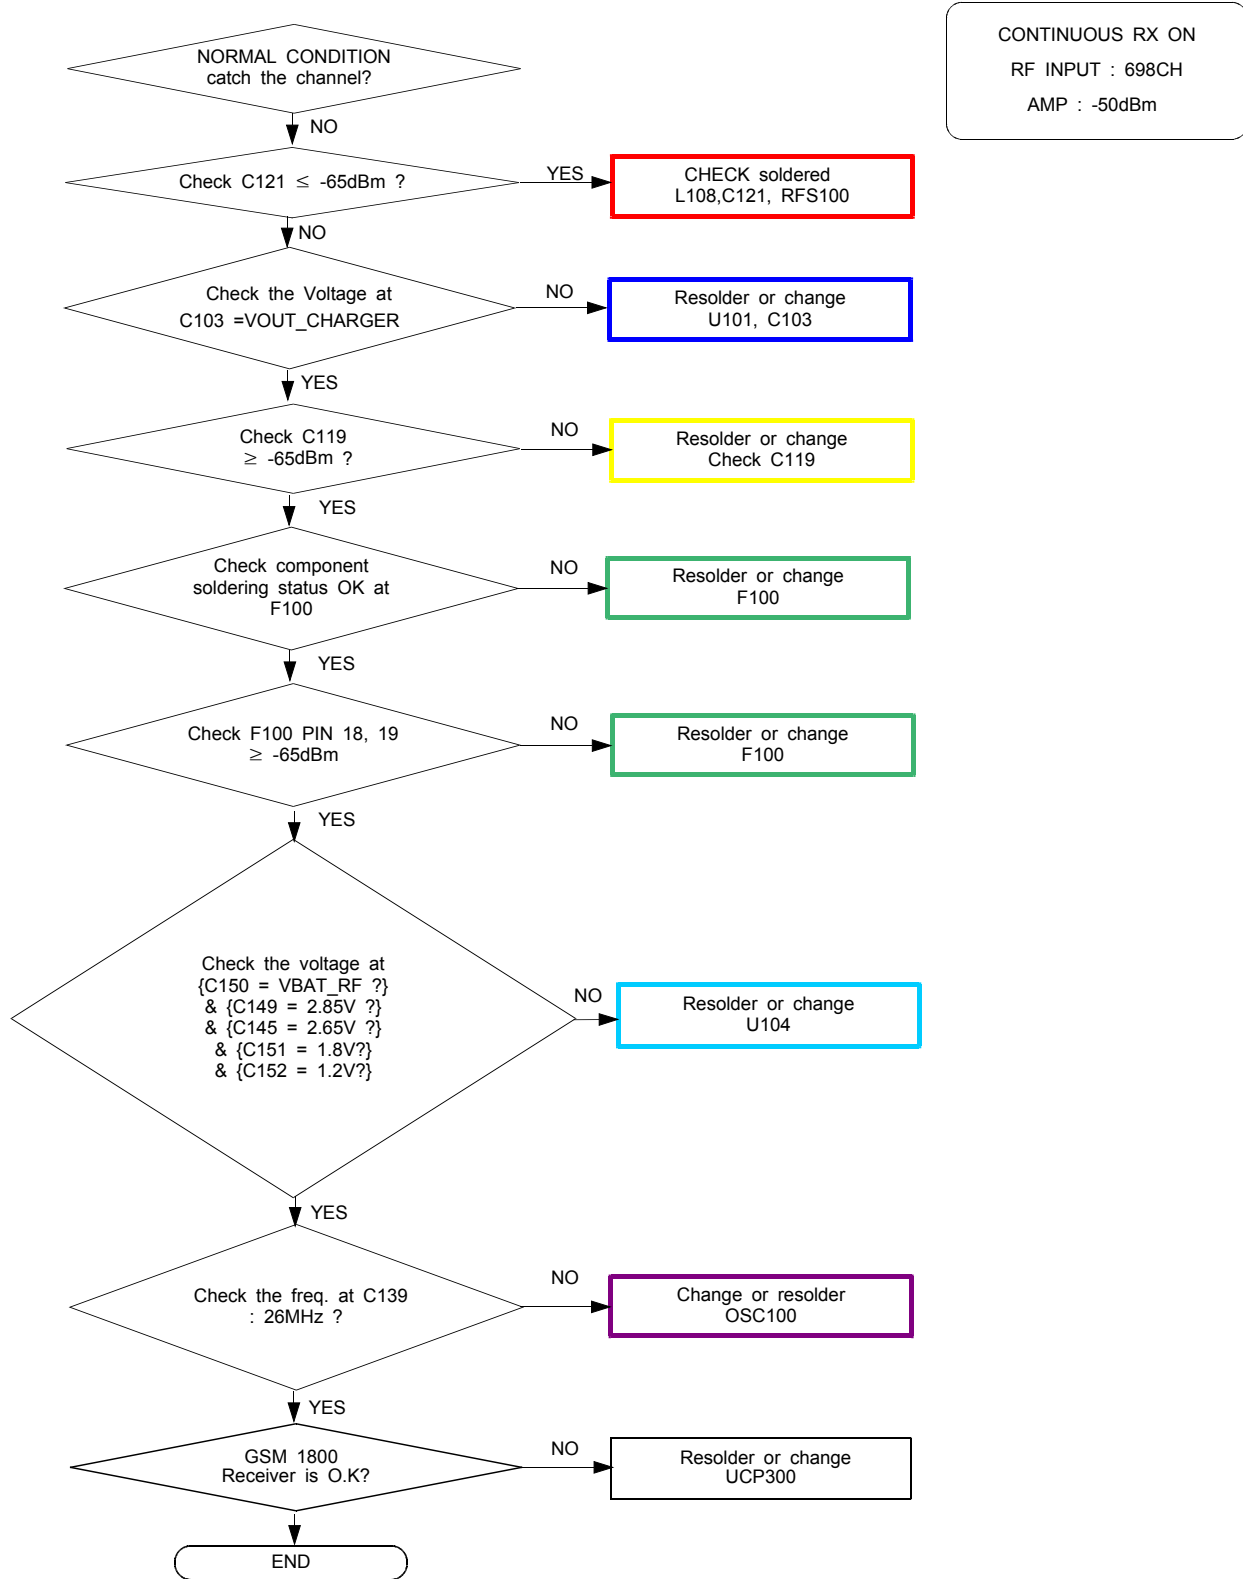 NORMAL CONDITION
catch the channel?
CONTINUOUS RX ON
RF INPUT : 698CH
AMP : -50dBm
NO
Check C121 ≤ -65dBm ?
YES
CHECK soldered
L108,C121, RFS100
NO
Check the Voltage at
C103 =VOUT_CHARGER
NO
Resolder or change
U101, C103
YES
Check C119
≥ -65dBm ?
NO
Resolder or change
Check C119
YES
Check component
soldering status OK at
F100
NO
Resolder or change
F100
YES
Check F100 PIN 18, 19
≥ -65dBm
NO
Resolder or change
F100
YES
Check the voltage at
{C150 = VBAT_RF ?}
& {C149 = 2.85V ?}
& {C145 = 2.65V ?}
& {C151 = 1.8V?}
& {C152 = 1.2V?}
NO
Resolder or change
U104
YES
Check the freq. at C139
: 26MHz ?
NO
Change or resolder
OSC100
YES
GSM 1800
Receiver is O.K?
NO
Resolder or change
UCP300
END